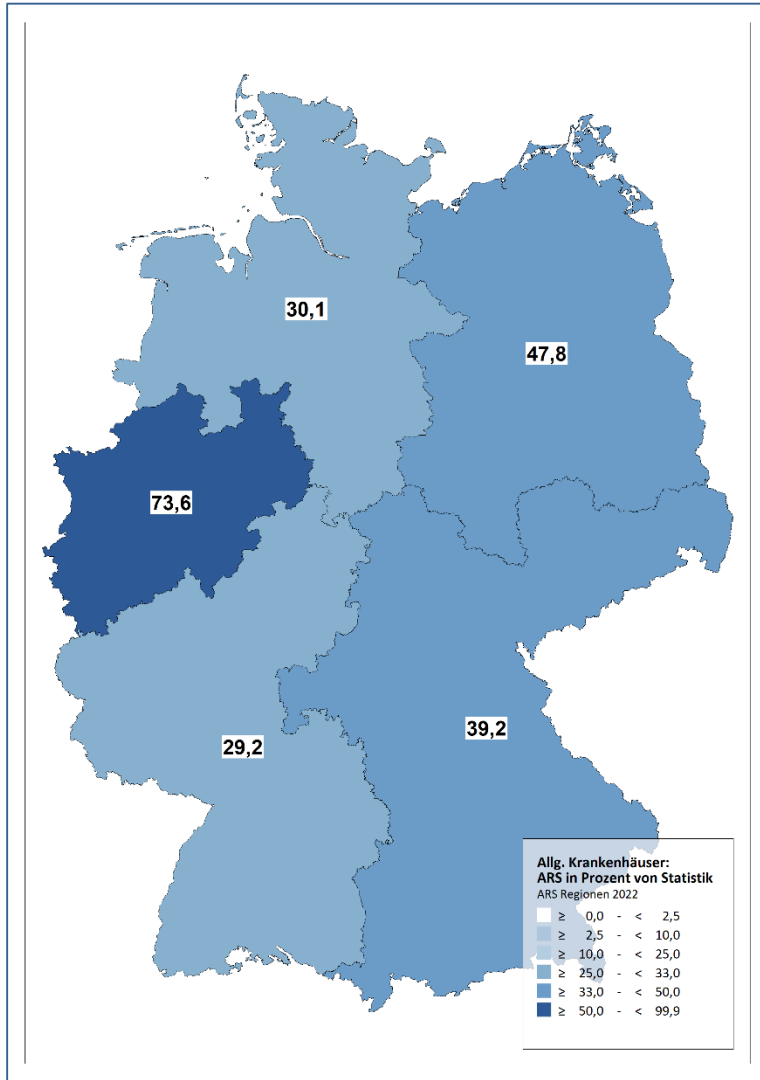 30,1
47,8
73,6
39,2
29,2
Allg. Krankenhäuser:
ARS in Prozent von Statistik
ARS Regionen 2022
≥ 0,0 - < 2,5
≥ 2,5 - < 10,0
≥ 10,0 - < 25,0
≥ 25,0 - < 33,0
≥ 33,0 - < 50,0
≥ 50,0 - < 99,9